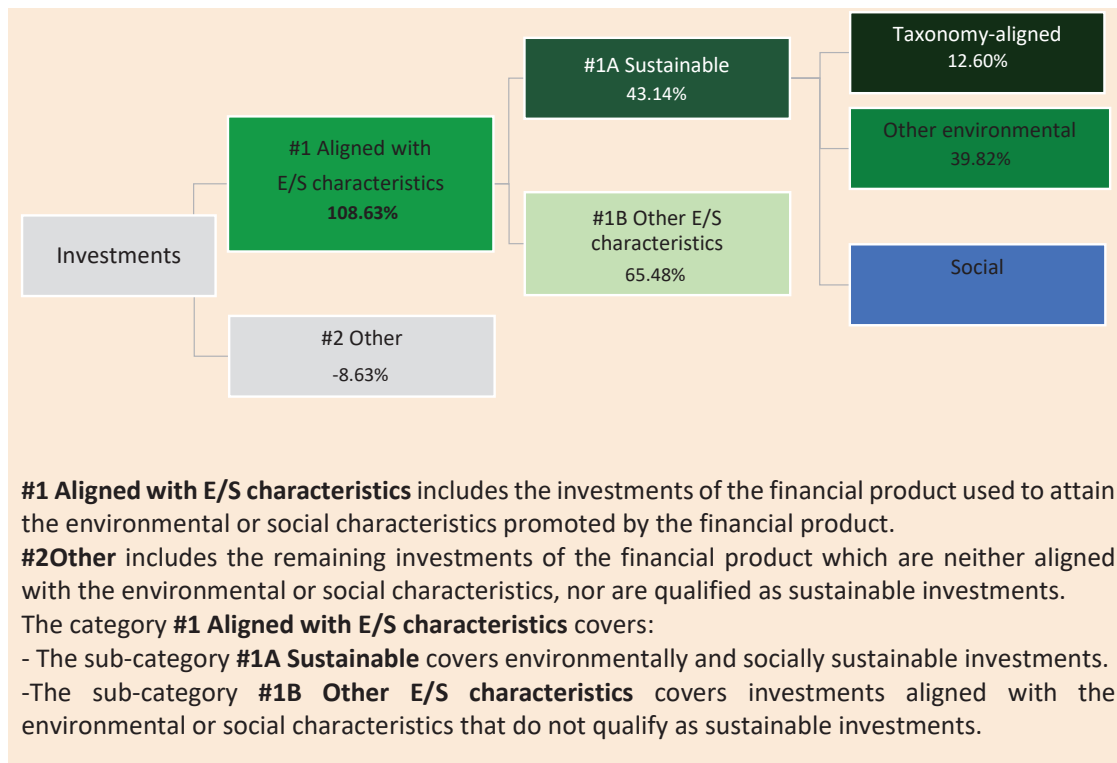 Taxonomy-aligned
12.60%
#1A Sustainable
43.14%
Other environmental
39.82%
#1 Aligned with
E/S characteristics
108.63%
#1B Other E/S
characteristics
65.48%
Investments
Social
#2 Other
-8.63%
#1 Aligned with E/S characteristics includes the investments of the financial product used to attain
the environmental or social characteristics promoted by the financial product.
#2Other includes the remaining investments of the financial product which are neither aligned
with the environmental or social characteristics, nor are qualified as sustainable investments.
The category #1 Aligned with E/S characteristics covers:
- The sub-category #1A Sustainable covers environmentally and socially sustainable investments.
-The sub-category #1B Other E/S characteristics covers investments aligned with the
environmental or social characteristics that do not qualify as sustainable investments.